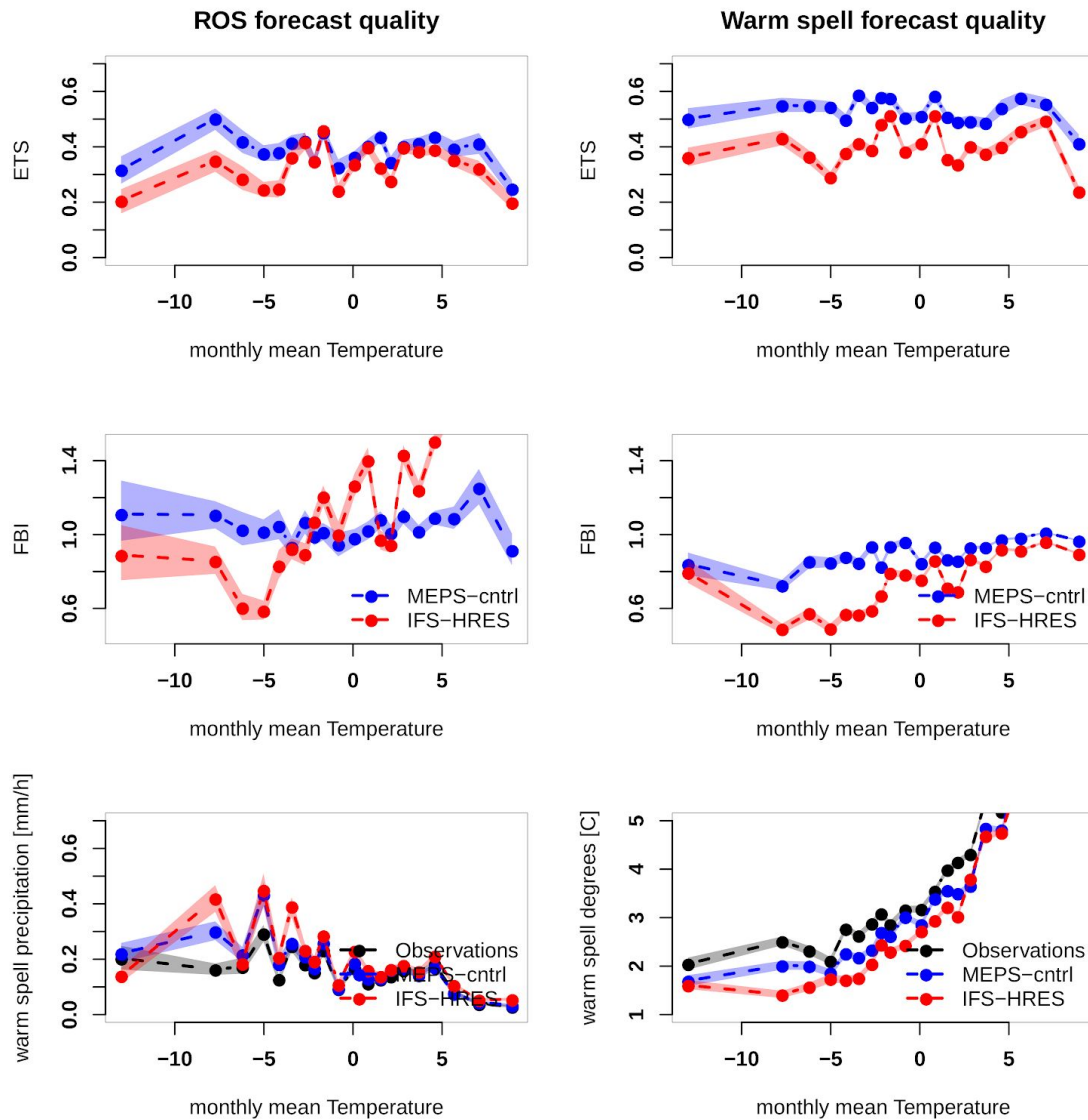 ROS forecast quality
Warm spell forecast quality
ETS
0.6
0.4
0.2
0.0
−10 −5 0 5
monthly mean Temperature
ETS
0.6
0.4
0.2
0.0
−10 −5 0 5
monthly mean Temperature
FBI
1.4
1.0
0.6
MEPS−cntrl
IFS−HRES
−10 −5 0 5
monthly mean Temperature
FBI
1.4
1.0
0.6
MEPS−cntrl
IFS−HRES
−10 −5 0 5
monthly mean Temperature
warm spell precipitation [mm/h]
0.6
0.4
0.2
0.0
Observations
MEPS−cntrl
IFS−HRES
−10 −5 0 5
monthly mean Temperature
warm spell degrees [C]
5
4
3
2
1
Observations
MEPS−cntrl
IFS−HRES
−10 −5 0 5
monthly mean Temperature